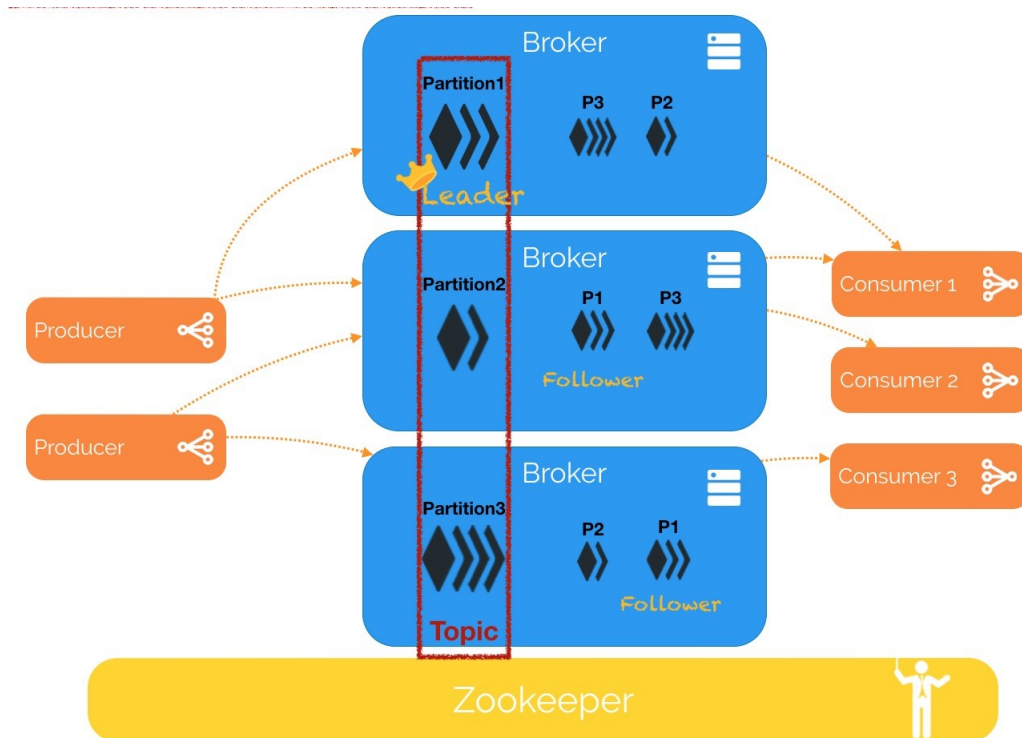 Broker
Partition1
P3
P2
Leader
Broker
Partition2
P1
P3
Follower
Producer
Consumer 1
Consumer 2
Producer
Broker
Partition3
P2
P1
Follower
Consumer 3
Topic
Zookeeper